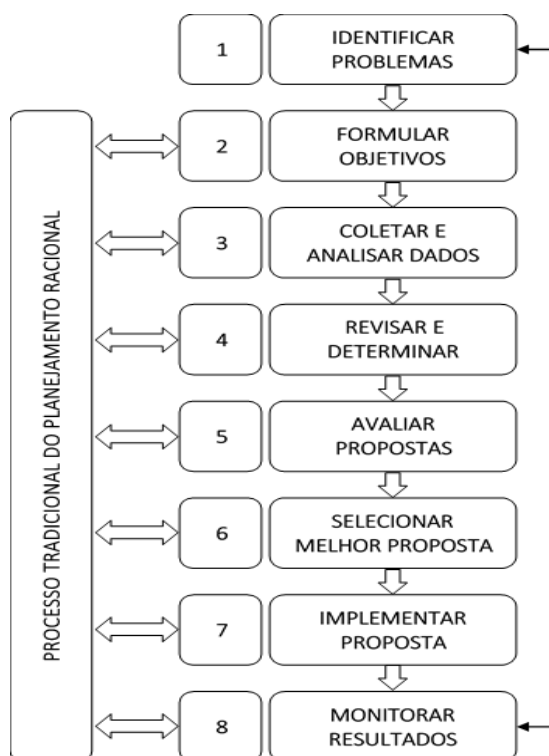 1
IDENTIFICAR
PROBLEMAS
2
FORMULAR
OBJETIVOS
3
COLETAR E
ANALISAR DADOS
4
REVISAR E
DETERMINAR
5
AVALIAR
PROPOSTAS
6
SELECIONAR
MELHOR PROPOSTA
7
IMPLEMENTAR
PROPOSTA
8
MONITORAR
RESULTADOS
PROCESSO TRADICIONAL DO PLANEJAMENTO RACIONAL